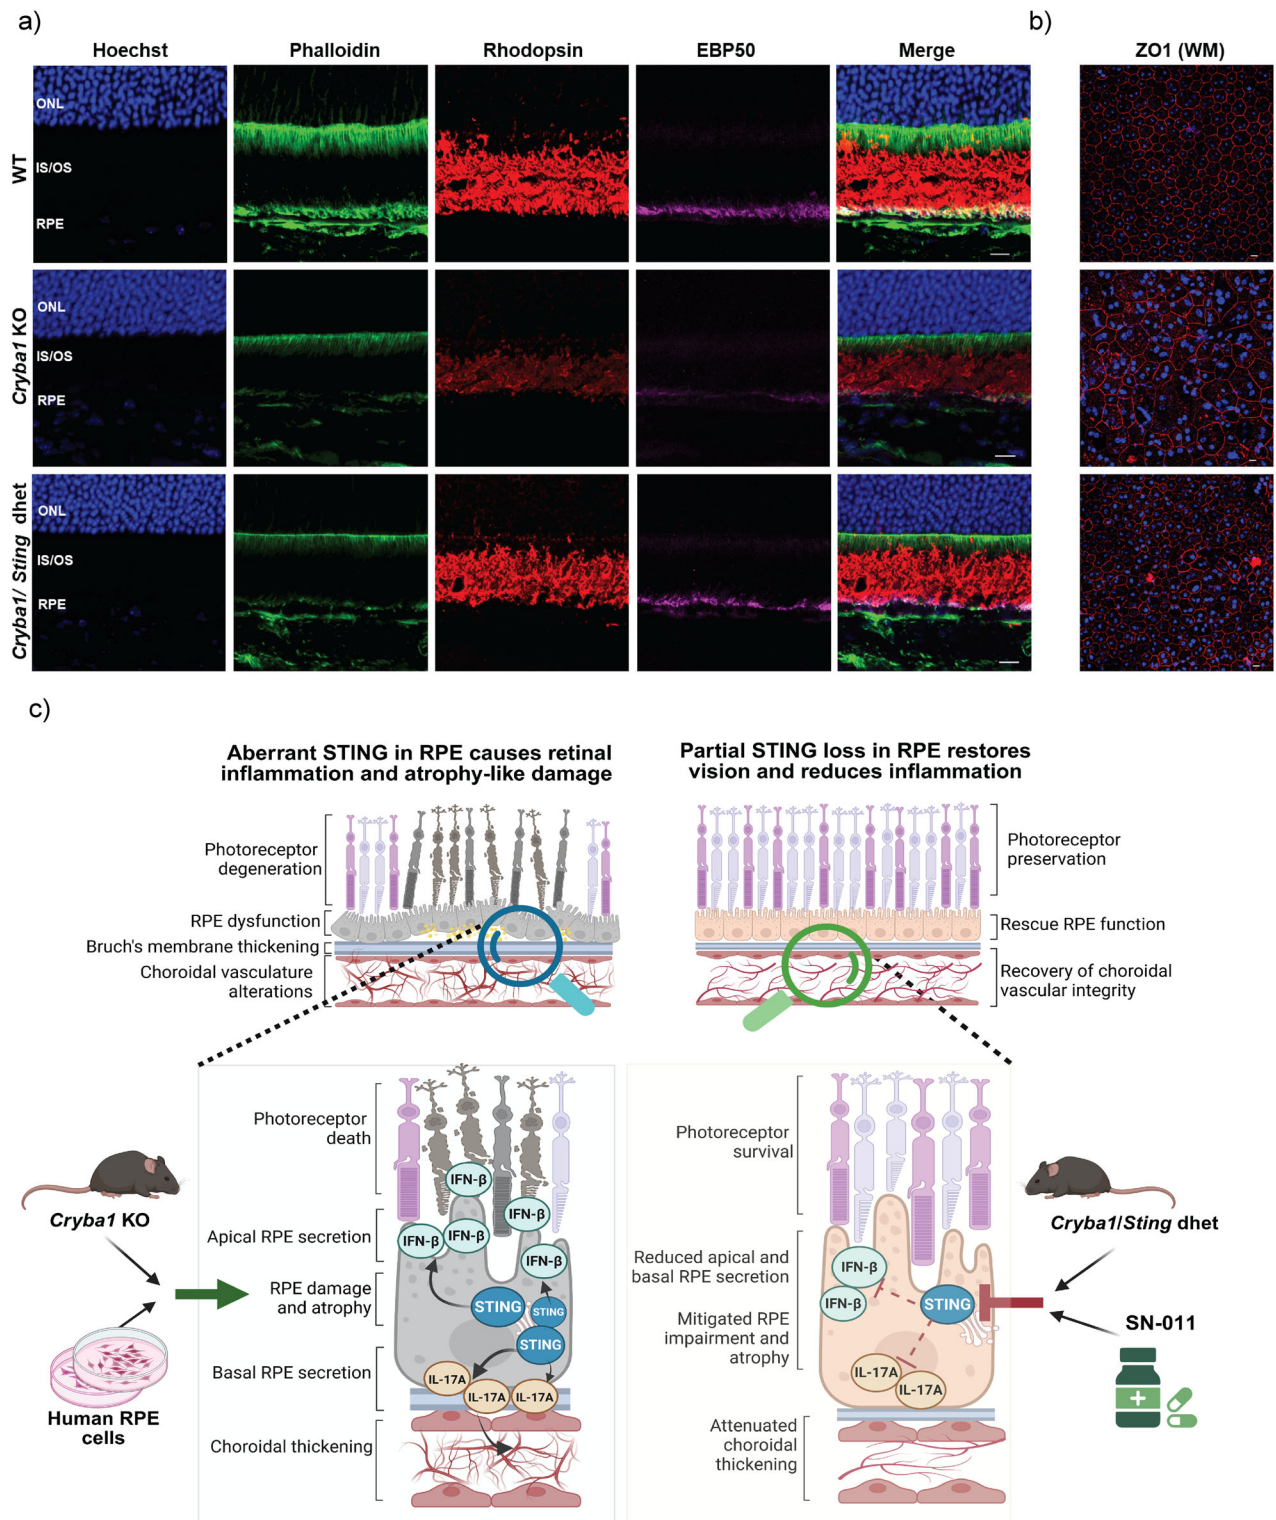 a)
b)
Hoechst
Phalloidin
Rhodopsin
EBP50
Merge
ZO1 (WM)
WT
ONL
IS/OS
RPE
Cryba1 KO
ONL
IS/OS
RPE
Cryba1/ Sting dhet
ONL
IS/OS
RPE
c)
Aberrant STING in RPE causes retinal
inflammation and atrophy-like damage
Photoreceptor
degeneration
RPE dysfunction
Bruch's membrane thickening
Choroidal vasculature
alterations
Partial STING loss in RPE restores
vision and reduces inflammation
Photoreceptor
preservation
Rescue RPE function
Recovery of choroidal
vascular integrity
Cryba1 KO
Human RPE
cells
Photoreceptor
death
Apical RPE secretion
RPE damage
and atrophy
Basal RPE secretion
Choroidal thickening
IFN-β
IFN-β
IFN-β
IFN-β
IFN-β
STING
STING
STING
IL-17A
IL-17A
IL-17A
Photoreceptor
survival
Reduced apical and
basal RPE secretion
Mitigated RPE
impairment and
atrophy
Attenuated
choroidal
thickening
IFN-β
IFN-β
STING
IL-17A
IL-17A
Cryba1/Sting dhet
SN-011